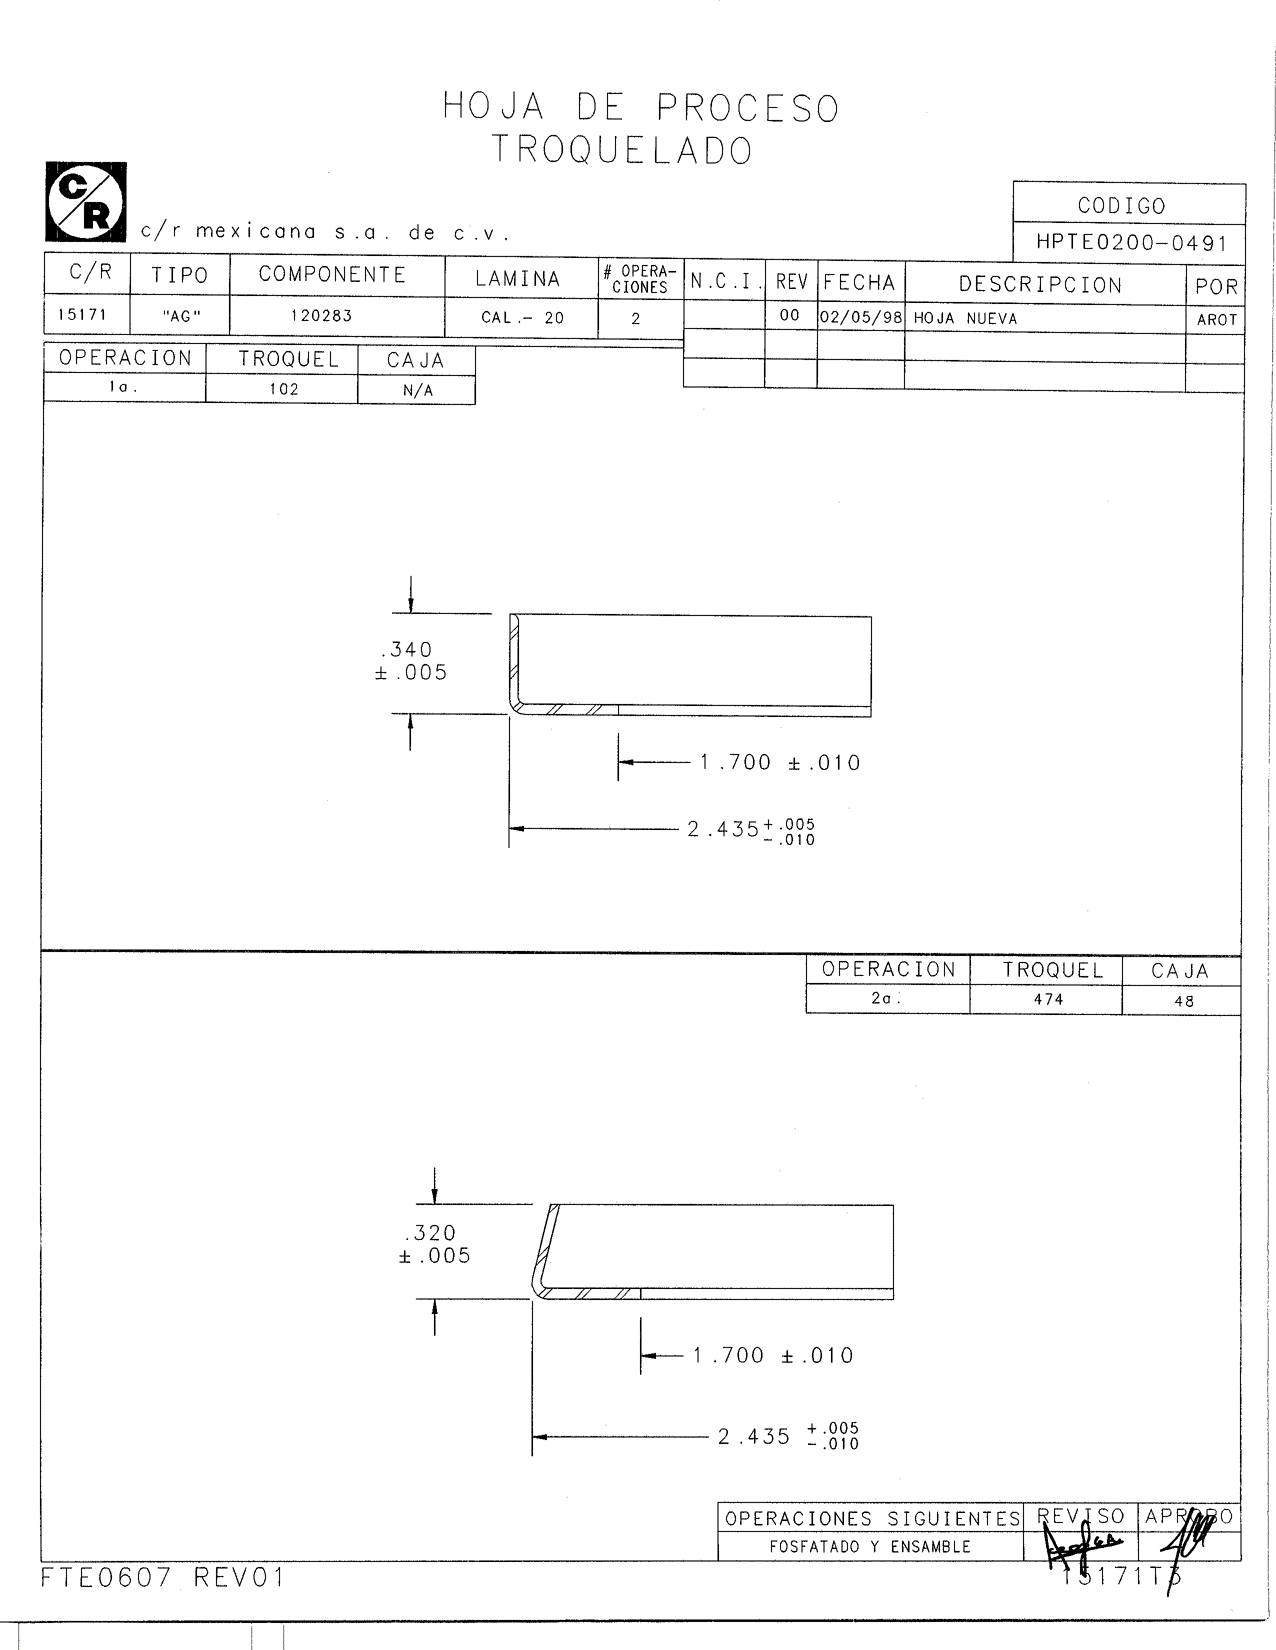 HOJA DE PROCESO
TROQUELADO
C/R
c/r mexicana s.a. de c.v.
CODIGO
HPTE0200-0491
C/R TIPO COMPONENTE LAMINA # OPERA-CIONES N.C.I. REV FECHA DESCRIPCION POR
15171 "AG" 120283 CAL.- 20 2 00 02/05/98 HOJA NUEVA AROT
OPERACION TROQUEL CAJA
1a. 102 N/A
.340
±.005
1.700 ±.010
2.435 +.005
-.010
OPERACION TROQUEL CAJA
2a. 474 48
.320
±.005
1.700 ±.010
2.435 +.005
-.010
OPERACIONES SIGUIENTES REVISO APROBO
FOSFATADO Y ENSAMBLE
FTE0607 REV01
15171T3